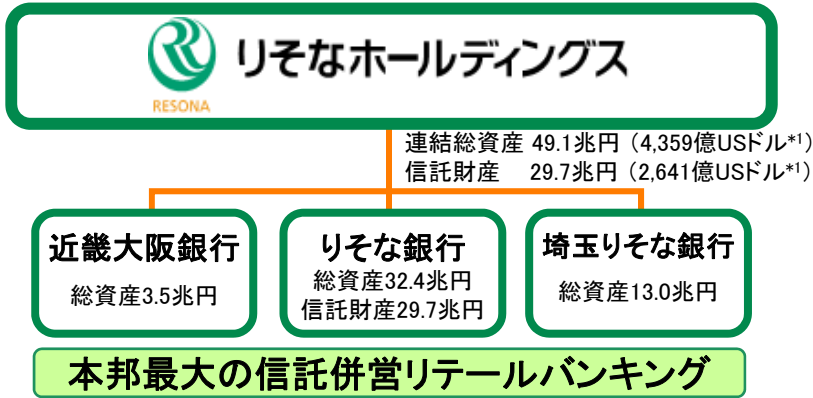 りそなホールディングス
RESONA
連結総資産 49.1兆円（4,359億USドル*1）
信託財産 29.7兆円（2,641億USドル*1）
近畿大阪銀行
総資産3.5兆円
りそな銀行
総資産32.4兆円
信託財産29.7兆円
埼玉りそな銀行
総資産13.0兆円
本邦最大の信託併営リテールバンキング